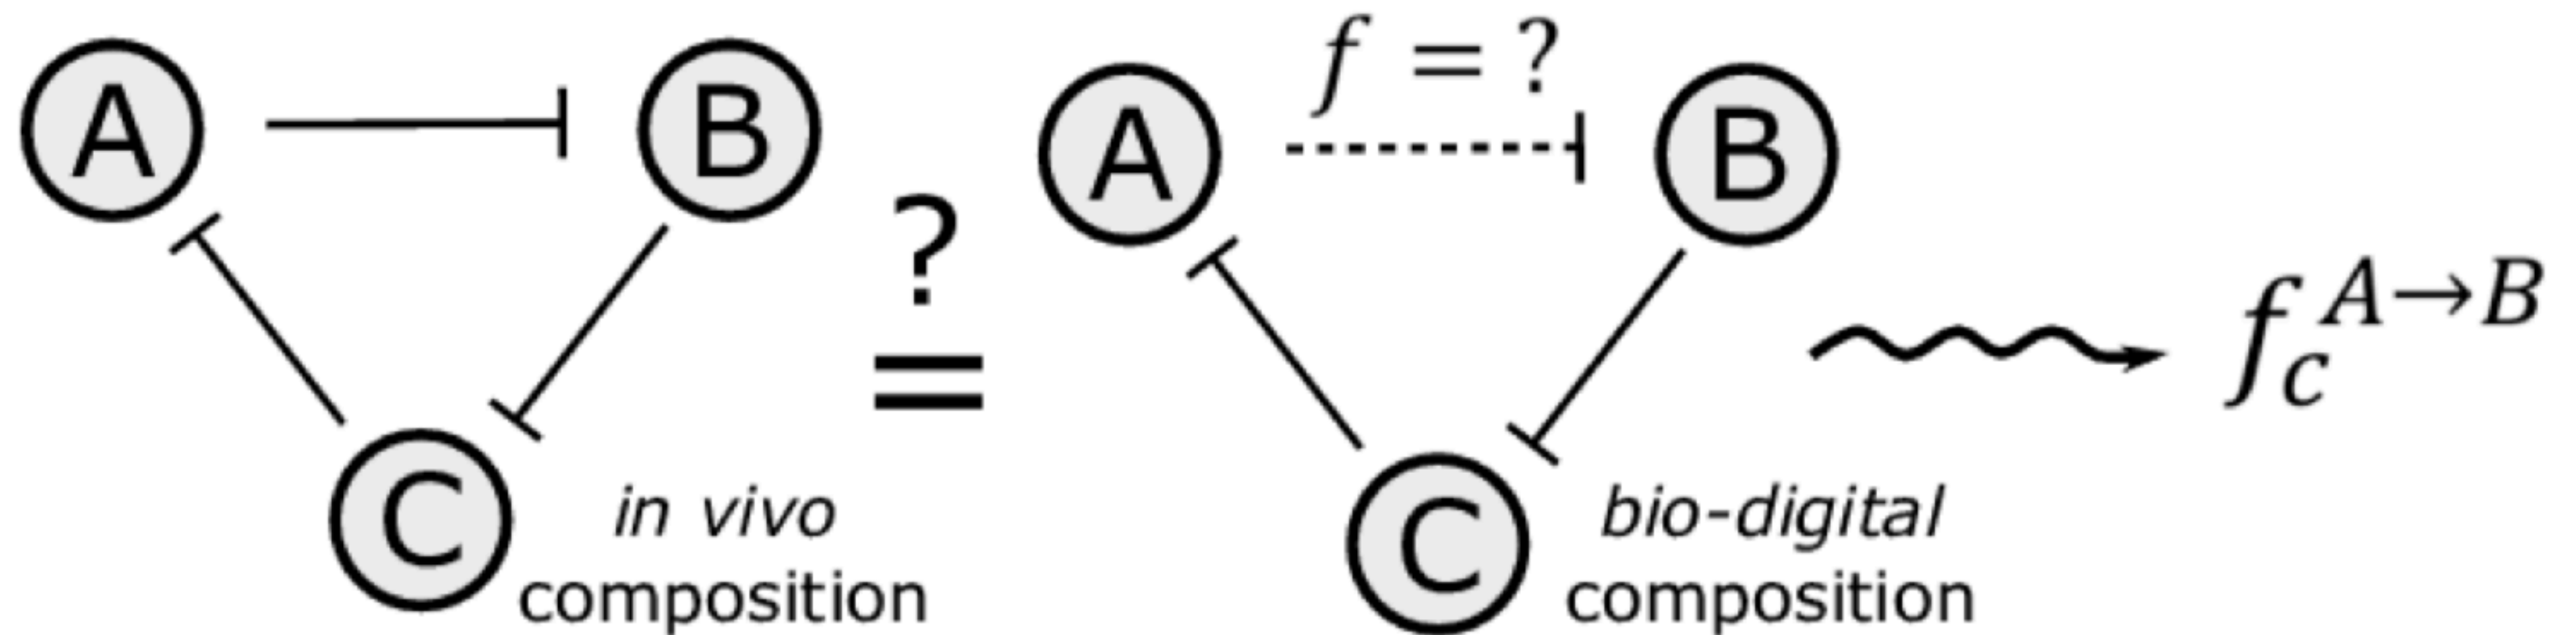 A
B
C
in vivo
composition
?
=
f = ?
A
B
C
bio-digital
composition
f_C^{A→B}